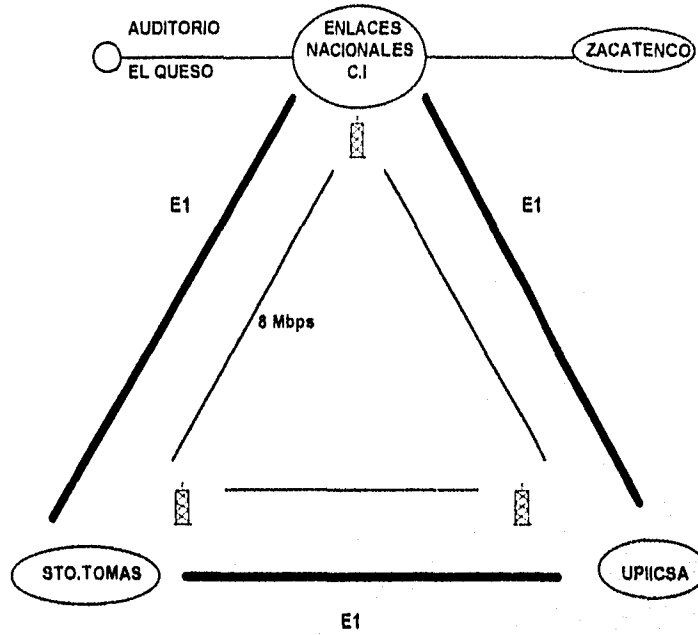 AUDITORIO
EL QUESO
ENLACES
NACIONALES
C.I
ZACATENCO
E1
E1
8 Mbps
STO.TOMAS
UPIICSA
E1